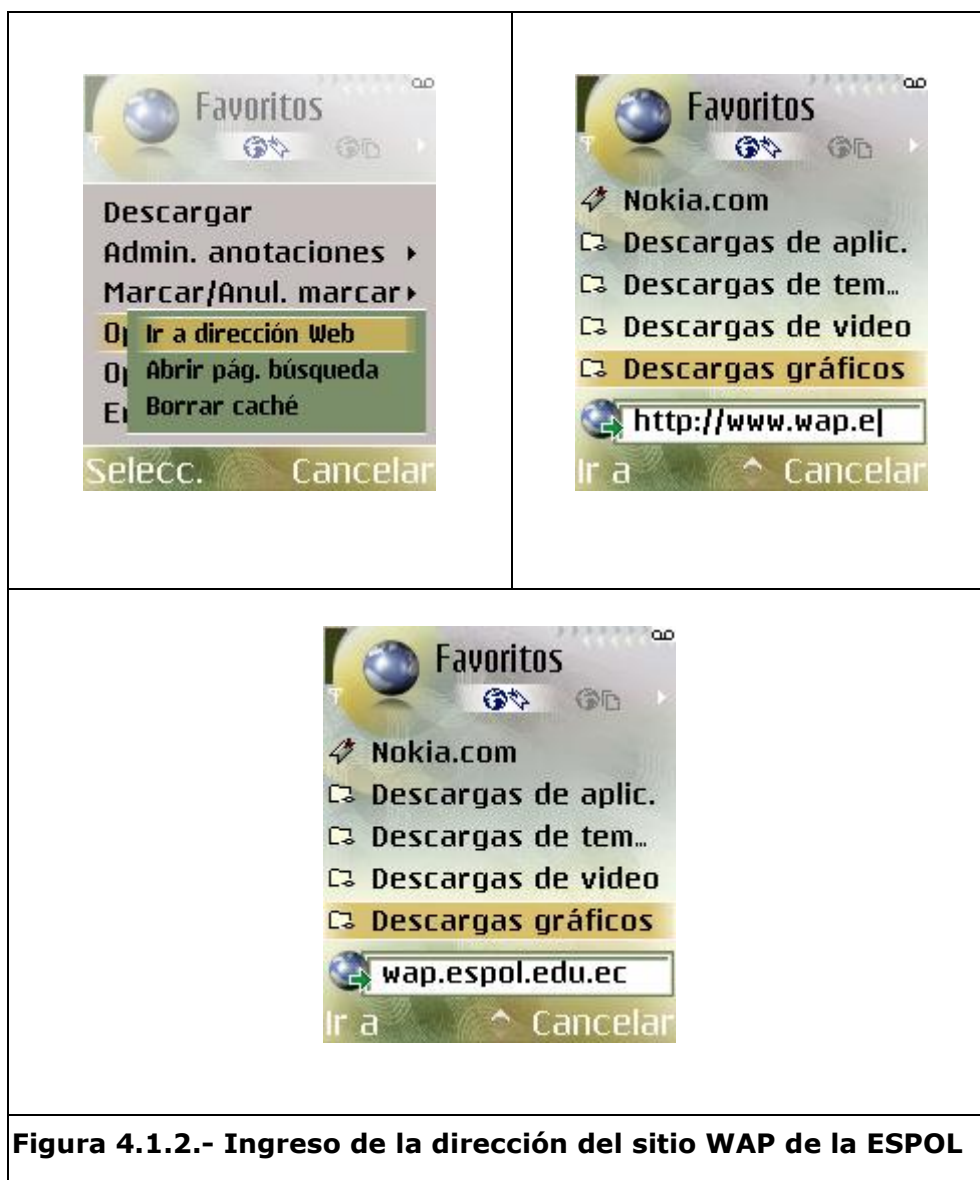 Favoritos
Descargar
Admin. anotaciones
Marcar/Anul. marcar
Ir a dirección Web
Abrir pág. búsqueda
Borrar caché
Selecc. Cancelar
Favoritos
Nokia.com
Descargas de aplic.
Descargas de tem...
Descargas de video
Descargas gráficos
http://www.wap.e
Ir a Cancelar
Favoritos
Nokia.com
Descargas de aplic.
Descargas de tem...
Descargas de video
Descargas gráficos
wap.espol.edu.ec
Ir a Cancelar
Figura 4.1.2.- Ingreso de la dirección del sitio WAP de la ESPOL